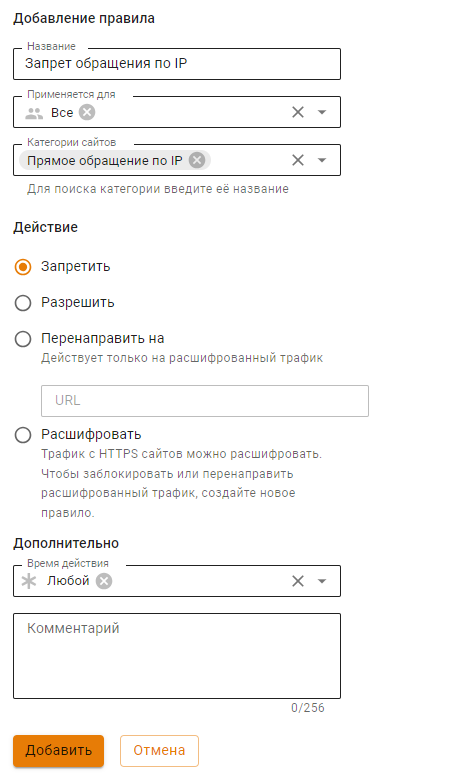 Добавление правила
Название
Запрет обращения по IP
Применяется для
Все
Категории сайтов
Прямое обращение по IP
Для поиска категории введите её название
Действие
Запретить
Разрешить
Перенаправить на
Действует только на расшифрованный трафик
URL
Расшифровать
Трафик с HTTPS сайтов можно расшифровать.
Чтобы заблокировать или перенаправить
расшифрованный трафик, создайте новое
правило.
Дополнительно
Время действия
Любой
Комментарий
0/256
Добавить
Отмена